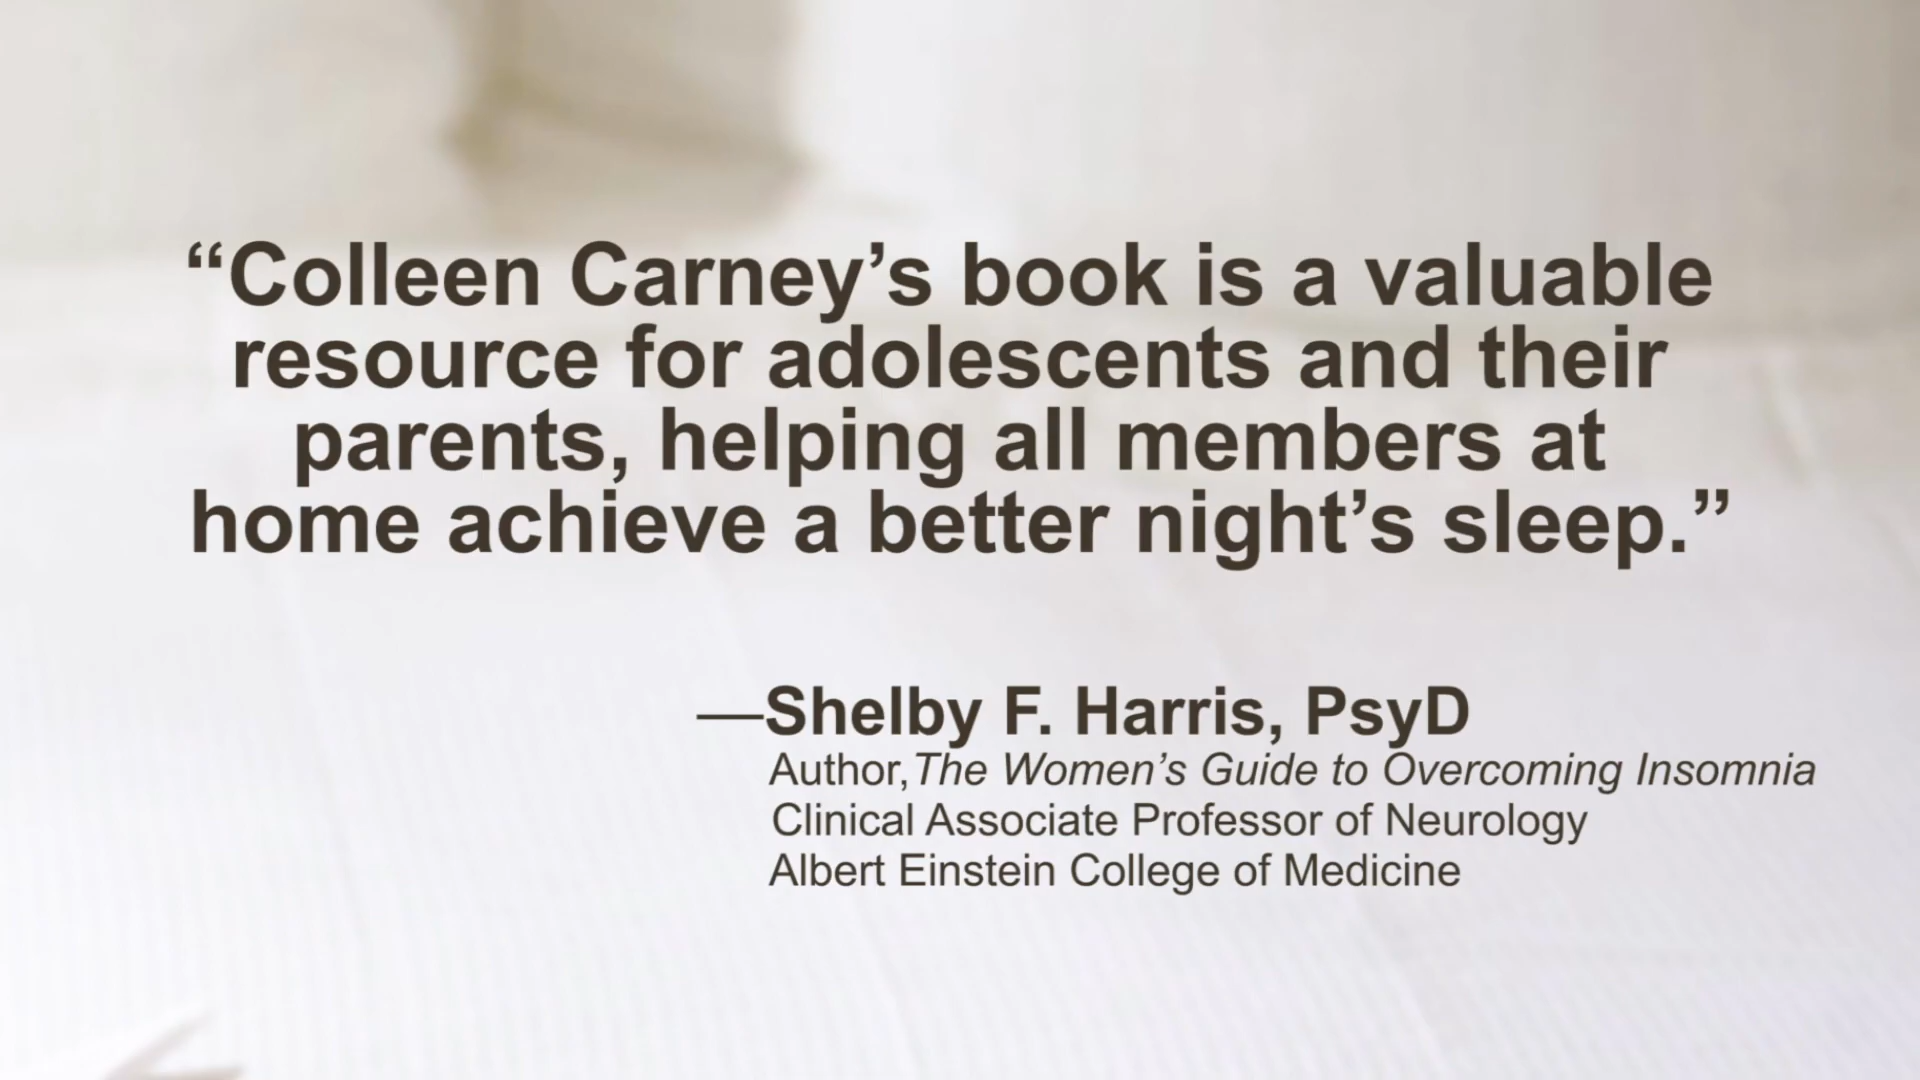 “Colleen Carney’s book is a valuable
resource for adolescents and their
parents, helping all members at
home achieve a better night’s sleep.”
—Shelby F. Harris, PsyD
Author, The Women’s Guide to Overcoming Insomnia
Clinical Associate Professor of Neurology
Albert Einstein College of Medicine